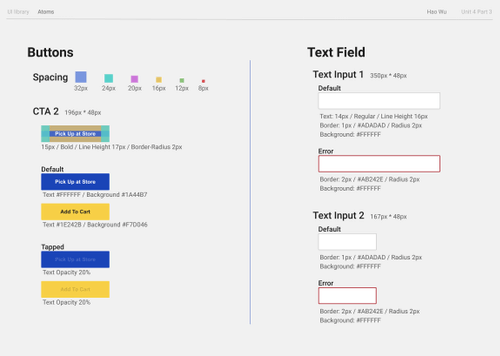 UI library Atoms Hao Wu Unit 4 Part 5
Buttons
Spacing
32px 24px 20px 16px 12px 8px
CTA 2 196px * 48px
Pick Up at Store
15px / Bold / Line Height 17px / Border-Radius 2px
Default
Pick Up at Store
Text #FFFFFF / Background #1A44B7
Add To Cart
Text #1E242B / Background #F7D046
Tapped
Pick Up at Store
Text Opacity 20%
Add To Cart
Text Opacity 20%
Text Field
Text Input 1 350px * 48px
Default
Text: 14px / Regular / Line Height 16px
Border: 1px / #ADADAD / Radius 2px
Background: #FFFFFF
Error
Border: 2px / #AB242E / Radius 2px
Background: #FFFFFF
Text Input 2 167px * 48px
Default
Border: 1px / #ADADAD / Radius 2px
Background: #FFFFFF
Error
Border: 2px / #AB242E / Radius 2px
Background: #FFFFFF